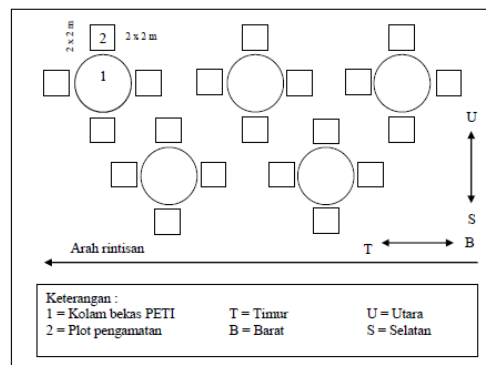 2 x 2 m
2
2 x 2 m
1
U
S
Arah rintisan
T
B
Keterangan :
1 = Kolam bekas PETI T = Timur U = Utara
2 = Plot pengamatan B = Barat S = Selatan